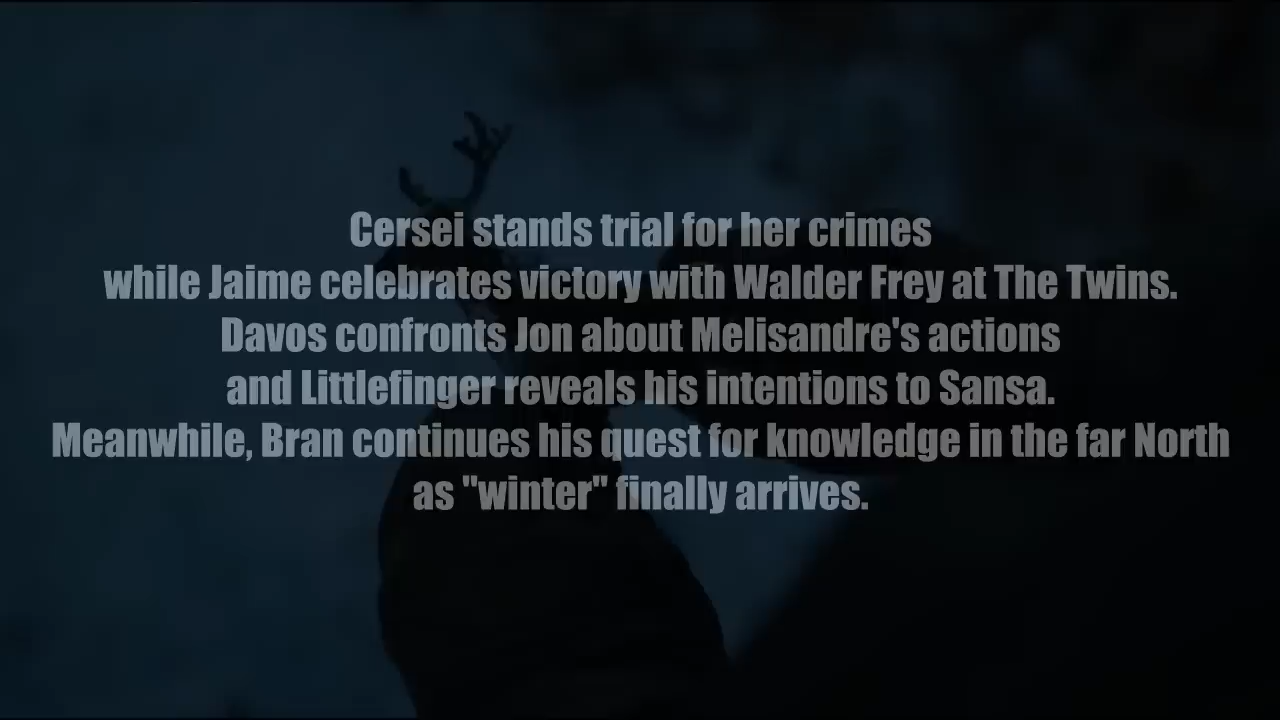 Cersei stands trial for her crimes
while Jaime celebrates victory with Walder Frey at The Twins.
Davos confronts Jon about Melisandre's actions
and Littlefinger reveals his intentions to Sansa.
Meanwhile, Bran continues his quest for knowledge in the far North
as "winter" finally arrives.